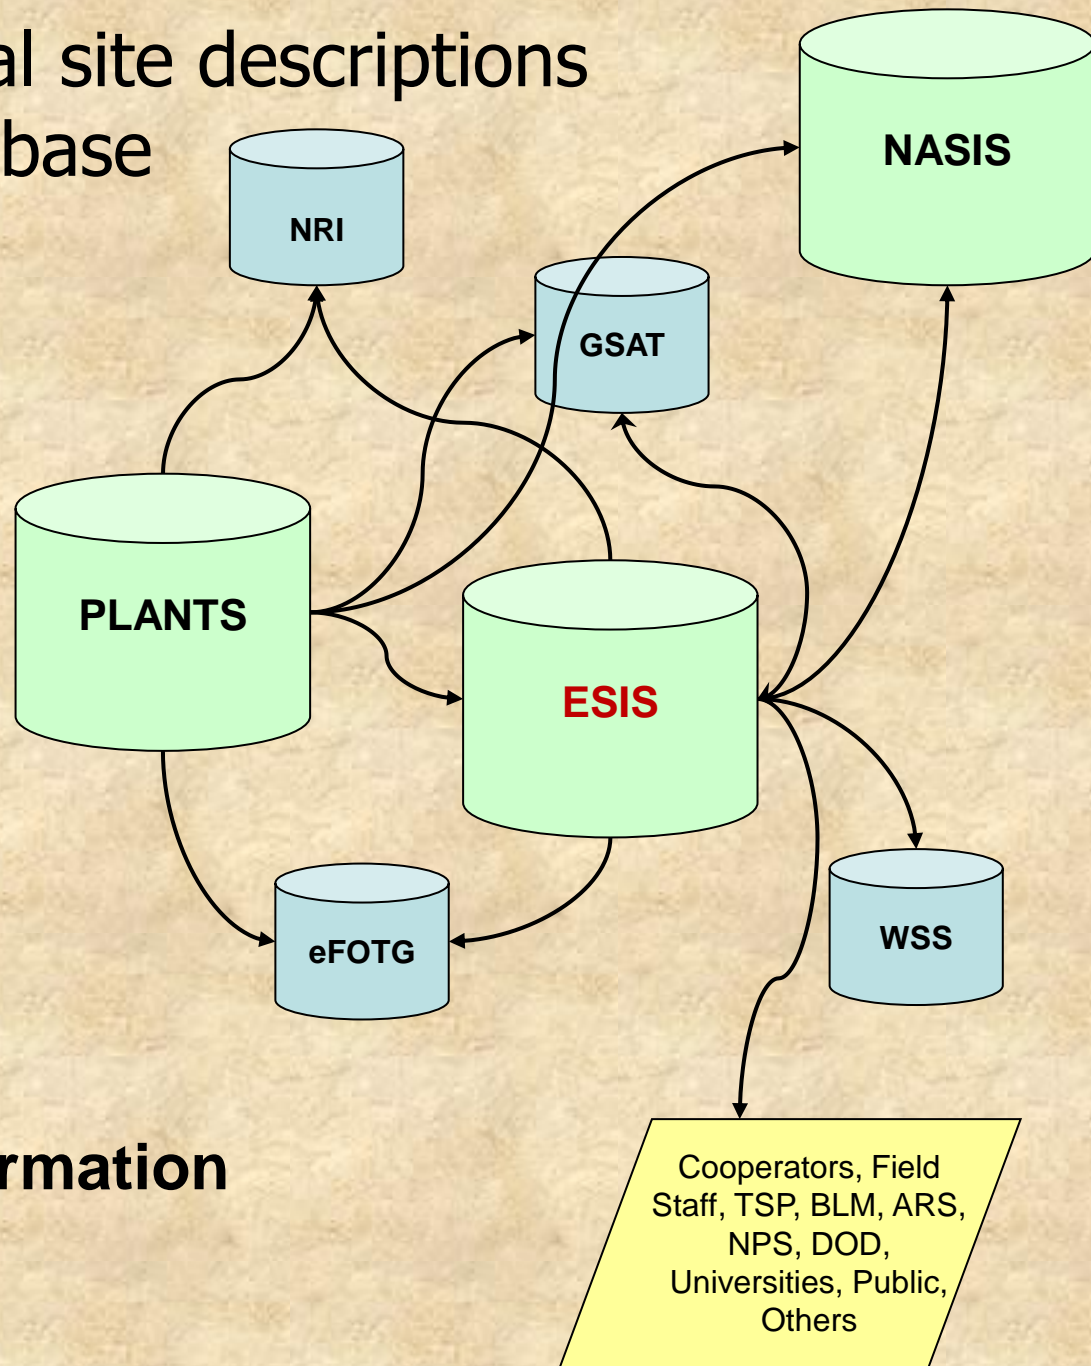 al site descriptions
base
NASIS
NRI
GSAT
PLANTS
ESIS
eFOTG
WSS
rmation
Cooperators, Field
Staff, TSP, BLM, ARS,
NPS, DOD,
Universities, Public,
Others